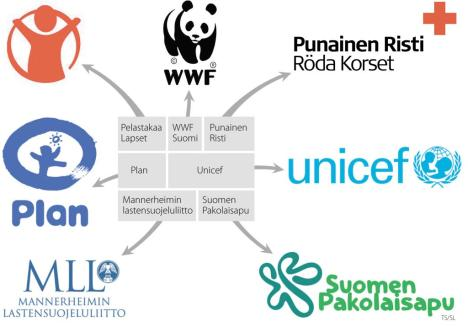 WWF
Punainen Risti
Röda Korset
Pelastakaa
Lapset
WWF
Suomi
Punainen
Risti
Plan
Unicef
Mannerheimin
lastensuojeluliitto
Suomen
Pakolaisapu
Plan
unicef
MLL
MANNERHEIMIN
LASTENSUOJELULIITTO
Suomen
Pakolaisapu
TS/SL